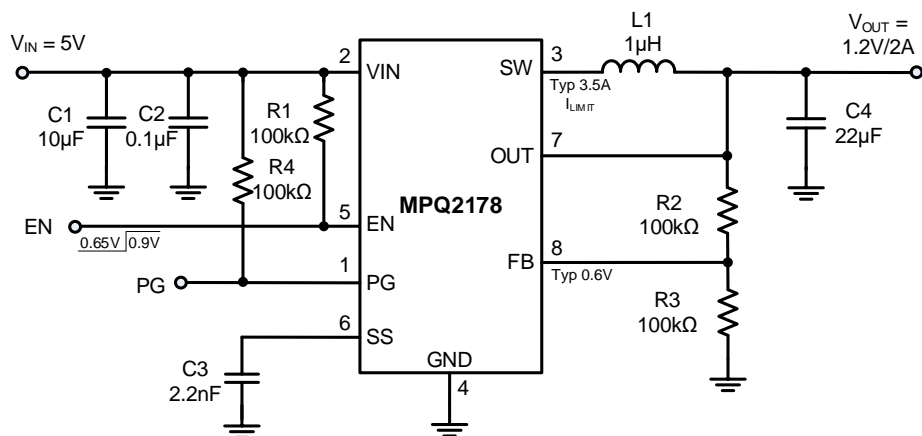 V_IN = 5V
C1
10µF
C2
0.1µF
R1
100kΩ
R4
100kΩ
EN
0.65V 0.9V
PG
C3
2.2nF
2
VIN
5
EN
1
PG
6
SS
MPQ2178
GND
4
SW
3
Typ 3.5A
I_LIMIT
OUT
7
FB
8
Typ 0.6V
L1
1µH
V_OUT =
1.2V/2A
C4
22µF
R2
100kΩ
R3
100kΩ